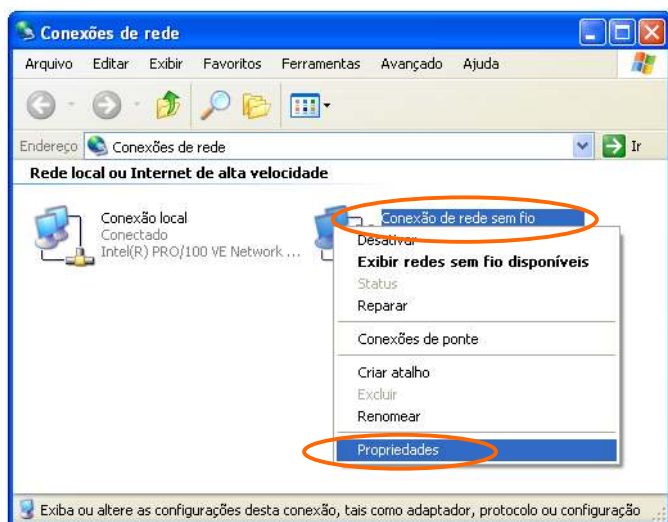 Conexões de rede
Arquivo Editar Exibir Favoritos Ferramentas Avançado Ajuda
Endereço Conexões de rede Ir
Rede local ou Internet de alta velocidade
Conexão local
Conectado
Intel(R) PRO/100 VE Network ...
Conexão de rede sem fio
Desativar
Exibir redes sem fio disponíveis
Status
Reparar
Conexões de ponte
Criar atalho
Excluir
Renomear
Propriedades
Exiba ou altere as configurações desta conexão, tais como adaptador, protocolo ou configuração